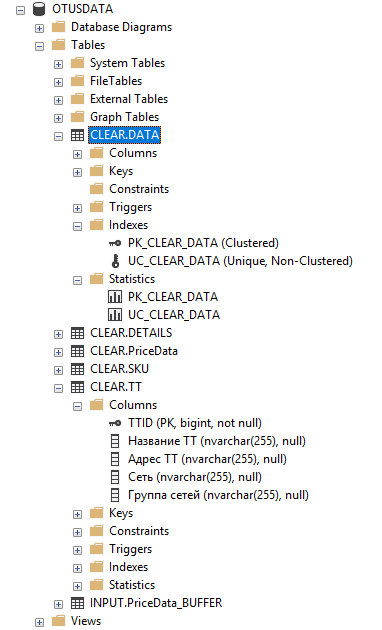 OTUSDATA
Database Diagrams
Tables
System Tables
FileTables
External Tables
Graph Tables
CLEAR.DATA
Columns
Keys
Constraints
Triggers
Indexes
PK_CLEAR_DATA (Clustered)
UC_CLEAR_DATA (Unique, Non-Clustered)
Statistics
PK_CLEAR_DATA
UC_CLEAR_DATA
CLEAR.DETAILS
CLEAR.PriceData
CLEAR.SKU
CLEAR.TT
Columns
TTID (PK, bigint, not null)
Название ТТ (nvarchar(255), null)
Адрес ТТ (nvarchar(255), null)
Сеть (nvarchar(255), null)
Группа сетей (nvarchar(255), null)
Keys
Constraints
Triggers
Indexes
Statistics
INPUT.PriceData_BUFFER
Views